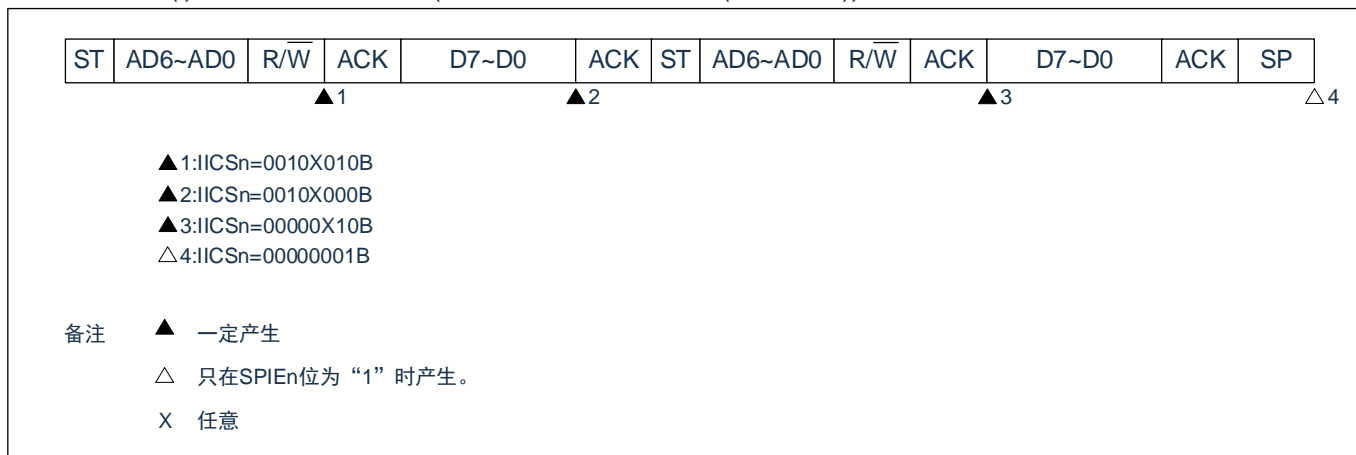 ST AD6~AD0 R/W ACK D7~D0 ACK ST AD6~AD0 R/W ACK D7~D0 ACK SP
▲1 ▲2 ▲3 △4
▲1:IICSn=0010X010B
▲2:IICSn=0010X000B
▲3:IICSn=00000X10B
△4:IICSn=00000001B
备注 ▲ 一定产生
△ 只在SPIEn位为“1”时产生。
X 任意